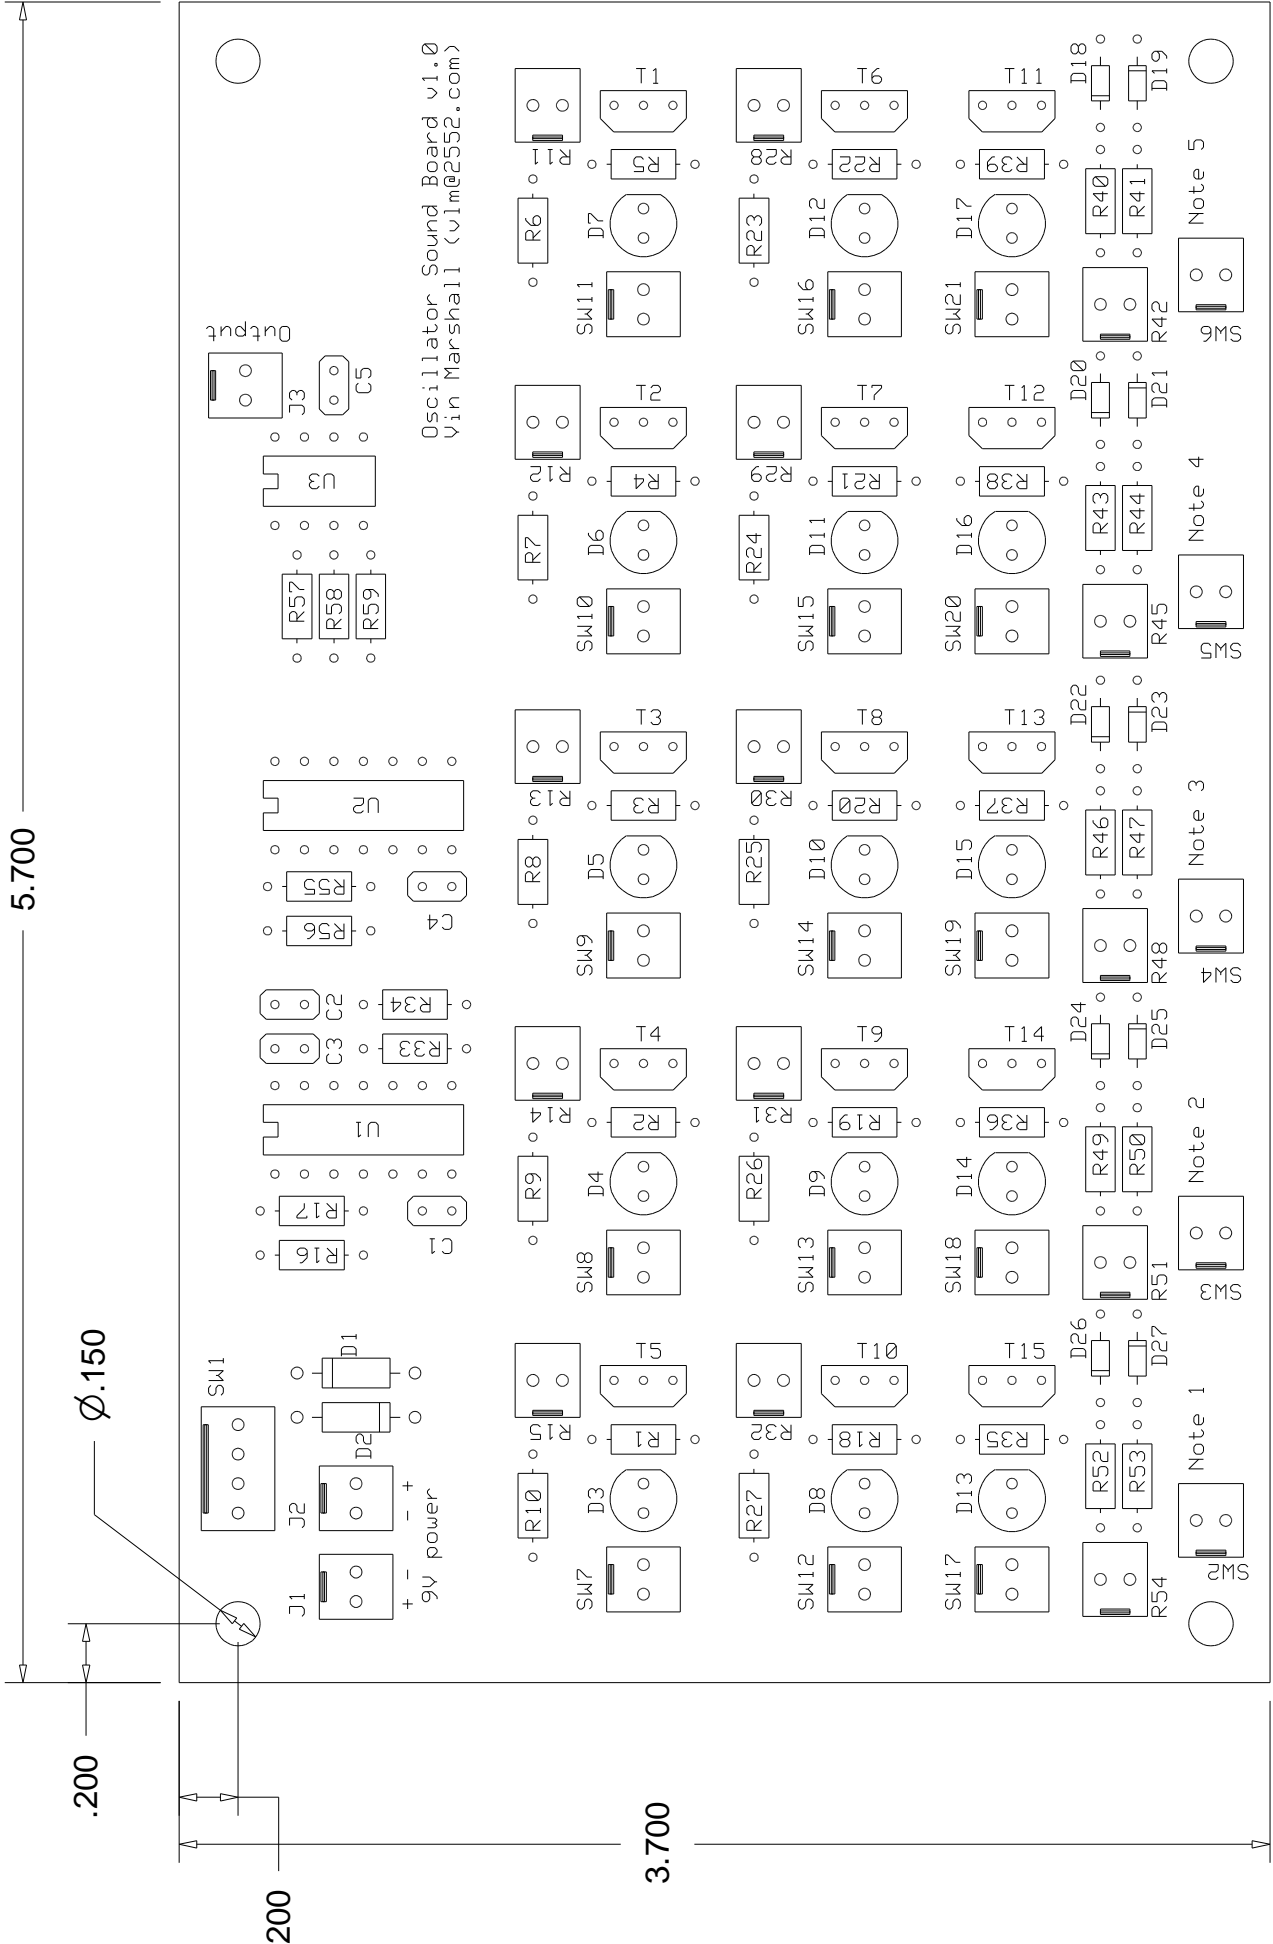 5.700
Ø.150
.200
200
3.700
Oscillator Sound Board v1.0
Vin Marshall (vlm@2552.com)
SW1
D1
D2
J2
J1
- +
+ -
9V power
R16
R17
C1
U1
R33
R34
C3
C2
R56
R55
C4
U2
R57
R58
R59
U3
C5
J3
Output
R15
T5
R1
R10
D3
SW7
R14
T4
R2
R9
D4
SW8
R13
T3
R3
R8
D5
SW9
R12
T2
R4
R7
D6
SW10
R11
T1
R5
R6
D7
SW11
R32
T10
R18
R27
D8
SW12
R31
T9
R19
R26
D9
SW13
R30
T8
R20
R25
D10
SW14
R29
T7
R21
R24
D11
SW15
R28
T6
R22
R23
D12
SW16
T15
R35
D13
SW17
T14
R36
D14
SW18
T13
R37
D15
SW19
T12
R38
D16
SW20
T11
R39
D17
SW21
D26
D27
R52
R53
R54
D24
D25
R49
R50
R51
D22
D23
R46
R47
R48
D20
D21
R43
R44
R45
D18
D19
R40
R41
R42
Note 1
SW2
Note 2
SW3
Note 3
SW4
Note 4
SW5
Note 5
SW6